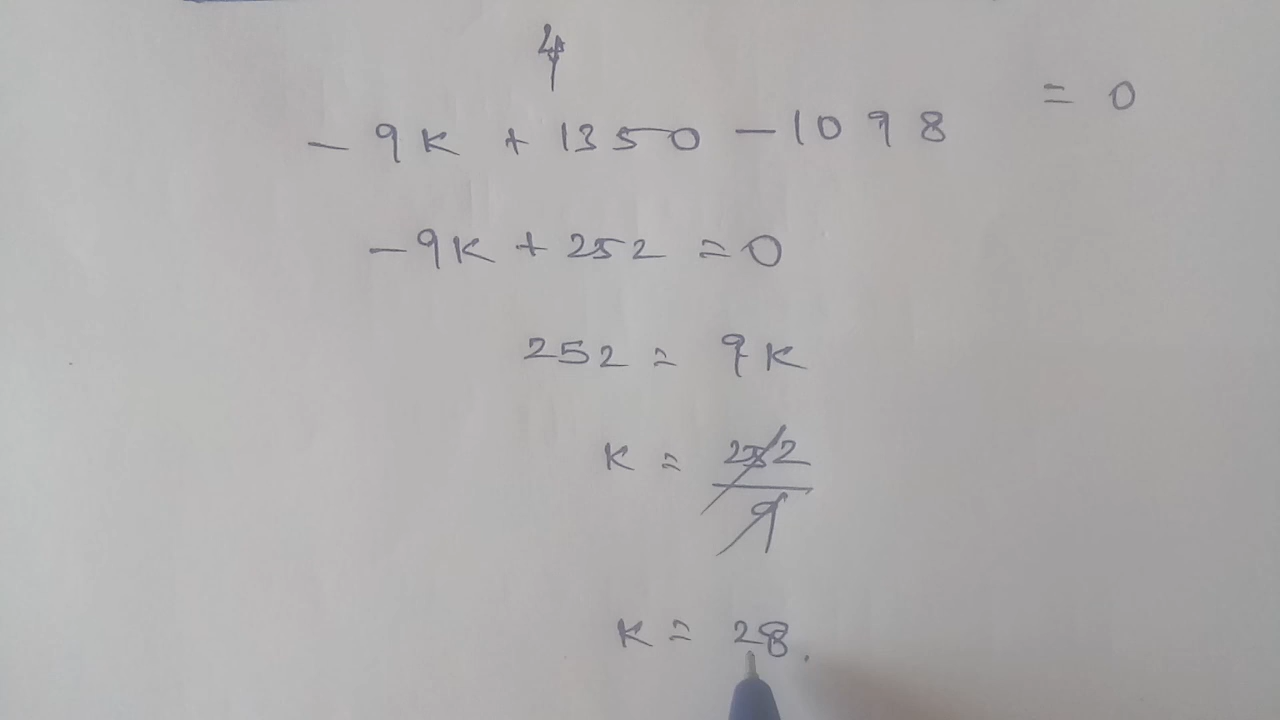 4
- 9K + 1350 - 1098 = 0
- 9K + 252 = 0
252 = 9K
K = 252
9
K = 28.